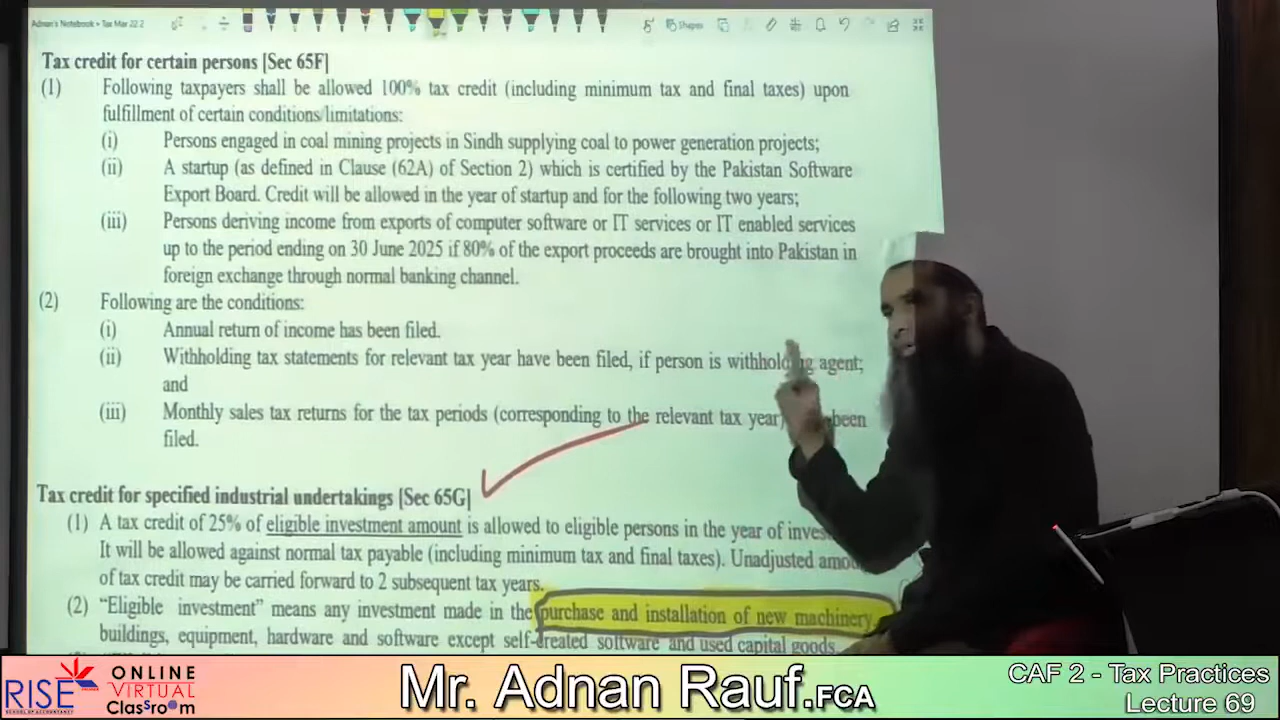 Adnan's Notebook • Tax Mar 22.2
Shapes
Tax credit for certain persons [Sec 65F]
(1) Following taxpayers shall be allowed 100% tax credit (including minimum tax and final taxes) upon
fulfillment of certain conditions/limitations:
(i) Persons engaged in coal mining projects in Sindh supplying coal to power generation projects;
(ii) A startup (as defined in Clause (62A) of Section 2) which is certified by the Pakistan Software
Export Board. Credit will be allowed in the year of startup and for the following two years;
(iii) Persons deriving income from exports of computer software or IT services or IT enabled services
up to the period ending on 30 June 2025 if 80% of the export proceeds are brought into Pakistan in
foreign exchange through normal banking channel.
(2) Following are the conditions:
(i) Annual return of income has been filed.
(ii) Withholding tax statements for relevant tax year have been filed, if person is withholding agent;
and
(iii) Monthly sales tax returns for the tax periods (corresponding to the relevant tax year) been
filed.
Tax credit for specified industrial undertakings [Sec 65G]
(1) A tax credit of 25% of eligible investment amount is allowed to eligible persons in the year of
It will be allowed against normal tax payable (including minimum tax and final taxes). Unadjusted
of tax credit may be carried forward to 2 subsequent tax years.
(2) “Eligible investment” means any investment made in the purchase and installation of new machinery,
buildings, equipment, hardware and software except self-created software and used capital goods.
RISE
SCHOOL OF ACCOUNTANCY
ONLINE
VIRTUAL
Classroom
Mr. Adnan Rauf.FCA
CAF 2 - Tax Practices
Lecture 69